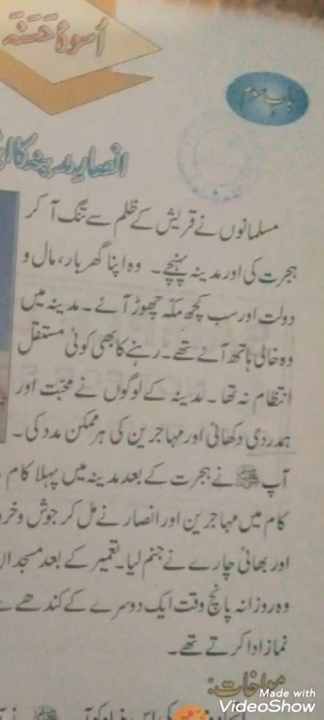 اسوۂ حسنہ
باب سوم
انصارِ مدینہ کا
مسلمانوں نے قریش کے ظلم سے تنگ آ کر
ہجرت کی اور مدینہ پہنچے۔ وہ اپنا گھر بار، مال و
دولت اور سب کچھ مکّہ چھوڑ آئے۔ مدینہ میں
وہ خالی ہاتھ آئے تھے۔ رہنے کا بھی کوئی مستقل
انتظام نہ تھا۔ مدینہ کے لوگوں نے محبت اور
ہمدردی دکھائی اور مہاجرین کی ہر ممکن مدد کی۔
آپ ﷺ نے ہجرت کے بعد مدینہ میں پہلا کام
کام میں مہاجرین اور انصار نے مل کر جوش و
اور بھائی چارے نے جنم لیا۔ تعمیر کے بعد مسجد
وہ روزانہ پانچ وقت ایک دوسرے کے کندھے سے
نماز ادا کرتے تھے۔
مواخات:
Made with
VideoShow